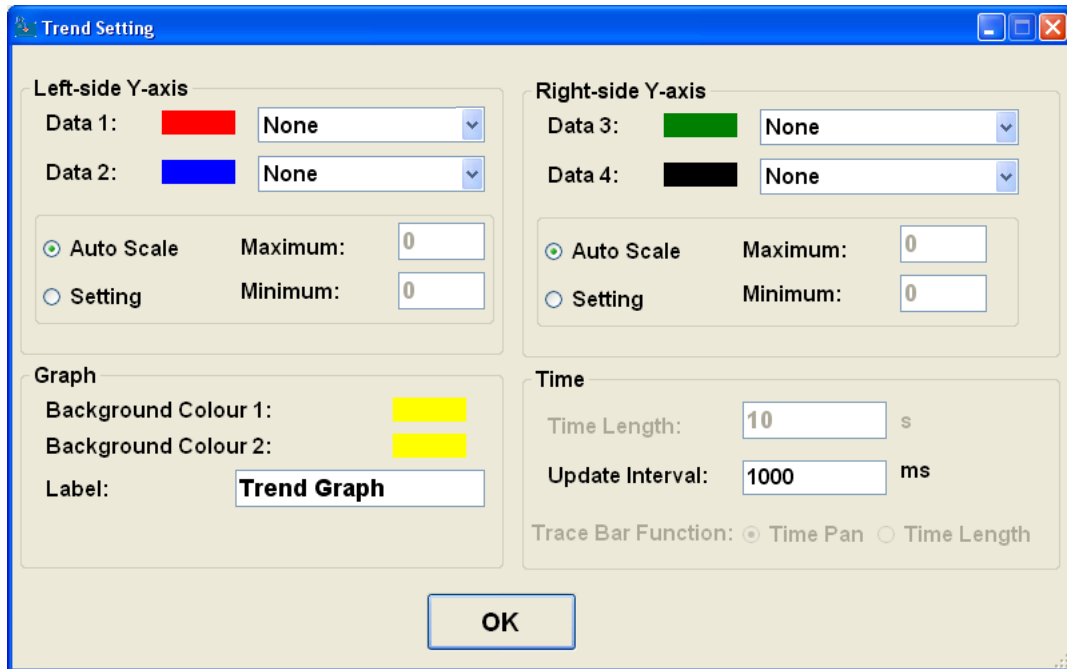 Trend Setting
Left-side Y-axis
Data 1: None
Data 2: None
Auto Scale Maximum: 0
Setting Minimum: 0
Right-side Y-axis
Data 3: None
Data 4: None
Auto Scale Maximum: 0
Setting Minimum: 0
Graph
Background Colour 1:
Background Colour 2:
Label: Trend Graph
Time
Time Length: 10 s
Update Interval: 1000 ms
Trace Bar Function: Time Pan Time Length
OK